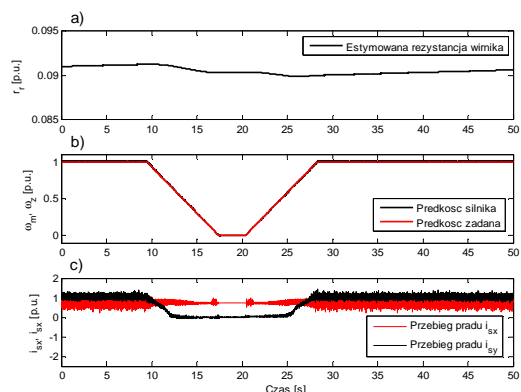 a)
0.095
0.09
0.085
r_r [p.u.]
Estymowana rezystancja wirnika
0 5 10 15 20 25 30 35 40 45 50
b)
1
0.5
0
ω_m, ω_z [p.u.]
Predkosc silnika
Predkosc zadana
0 5 10 15 20 25 30 35 40 45 50
c)
2
1
0
-1
-2
i_sx, i_sx [p.u.]
Przebieg pradu i_sx
Przebieg pradu i_sy
0 5 10 15 20 25 30 35 40 45 50
Czas [s]